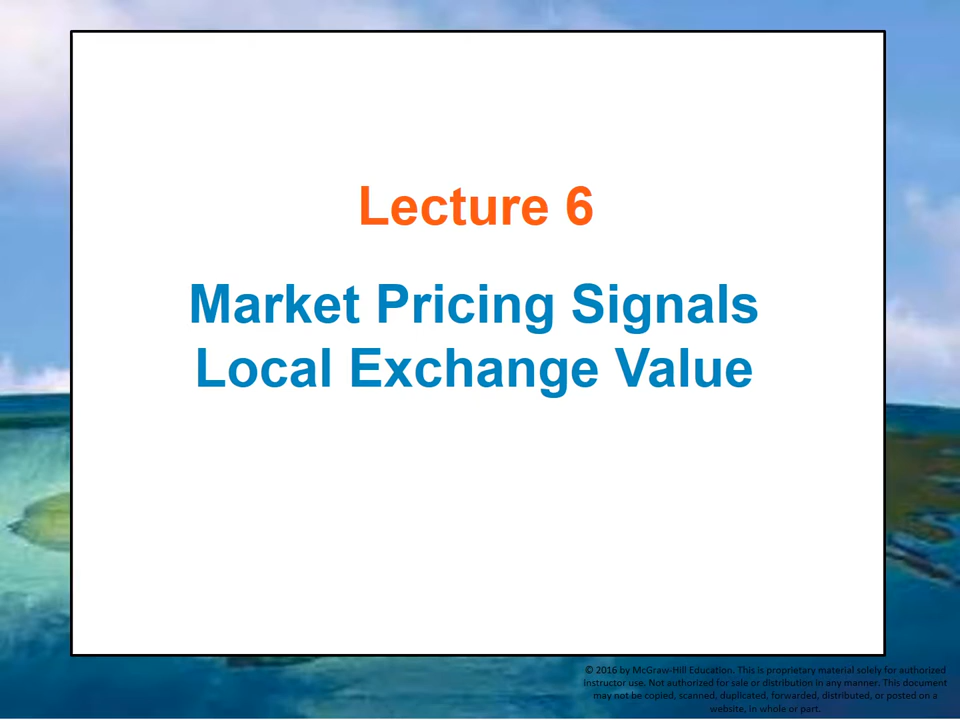 Lecture 6
Market Pricing Signals
Local Exchange Value
© 2016 by McGraw-Hill Education. This is proprietary material solely for authorized
instructor use. Not authorized for sale or distribution in any manner. This document
may not be copied, scanned, duplicated, forwarded, distributed, or posted on a
website, in whole or part.